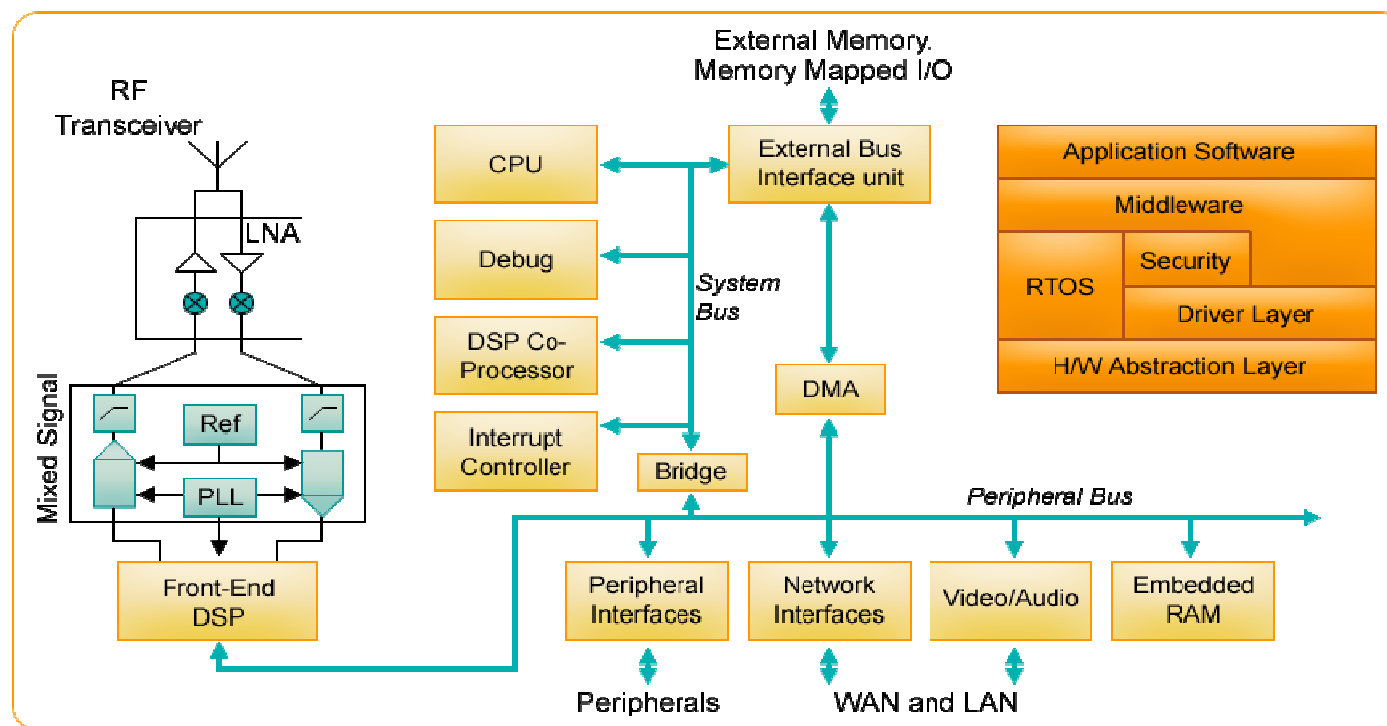 External Memory.
Memory Mapped I/O
RF
Transceiver
LNA
Mixed Signal
Ref
PLL
Front-End
DSP
CPU
Debug
DSP Co-
Processor
Interrupt
Controller
System
Bus
External Bus
Interface unit
DMA
Bridge
Peripheral Bus
Peripheral
Interfaces
Network
Interfaces
Video/Audio
Embedded
RAM
Peripherals
WAN and LAN
Application Software
Middleware
RTOS
Security
Driver Layer
H/W Abstraction Layer